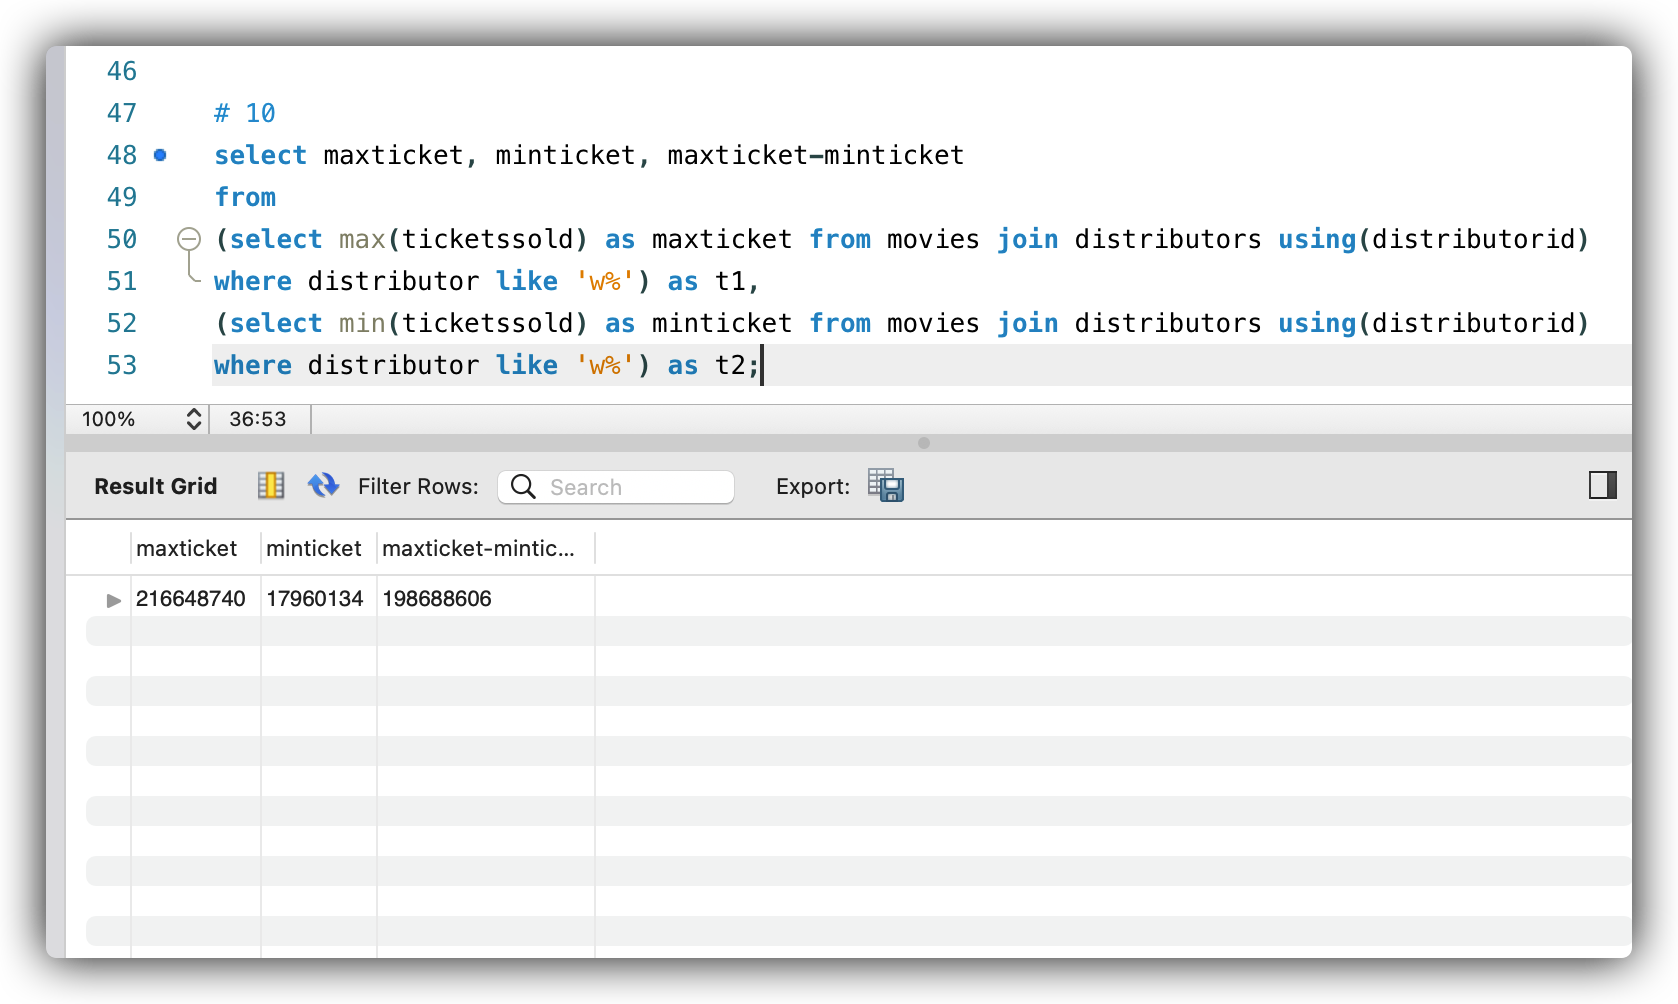 46
47 # 10
48 select maxticket, minticket, maxticket-minticket
49 from
50 (select max(ticketssold) as maxticket from movies join distributors using(distributorid)
51 where distributor like 'w%') as t1,
52 (select min(ticketssold) as minticket from movies join distributors using(distributorid)
53 where distributor like 'w%') as t2;
100% 36:53
Result Grid Filter Rows: Search Export:
maxticket minticket maxticket-mintic...
216648740 17960134 198688606